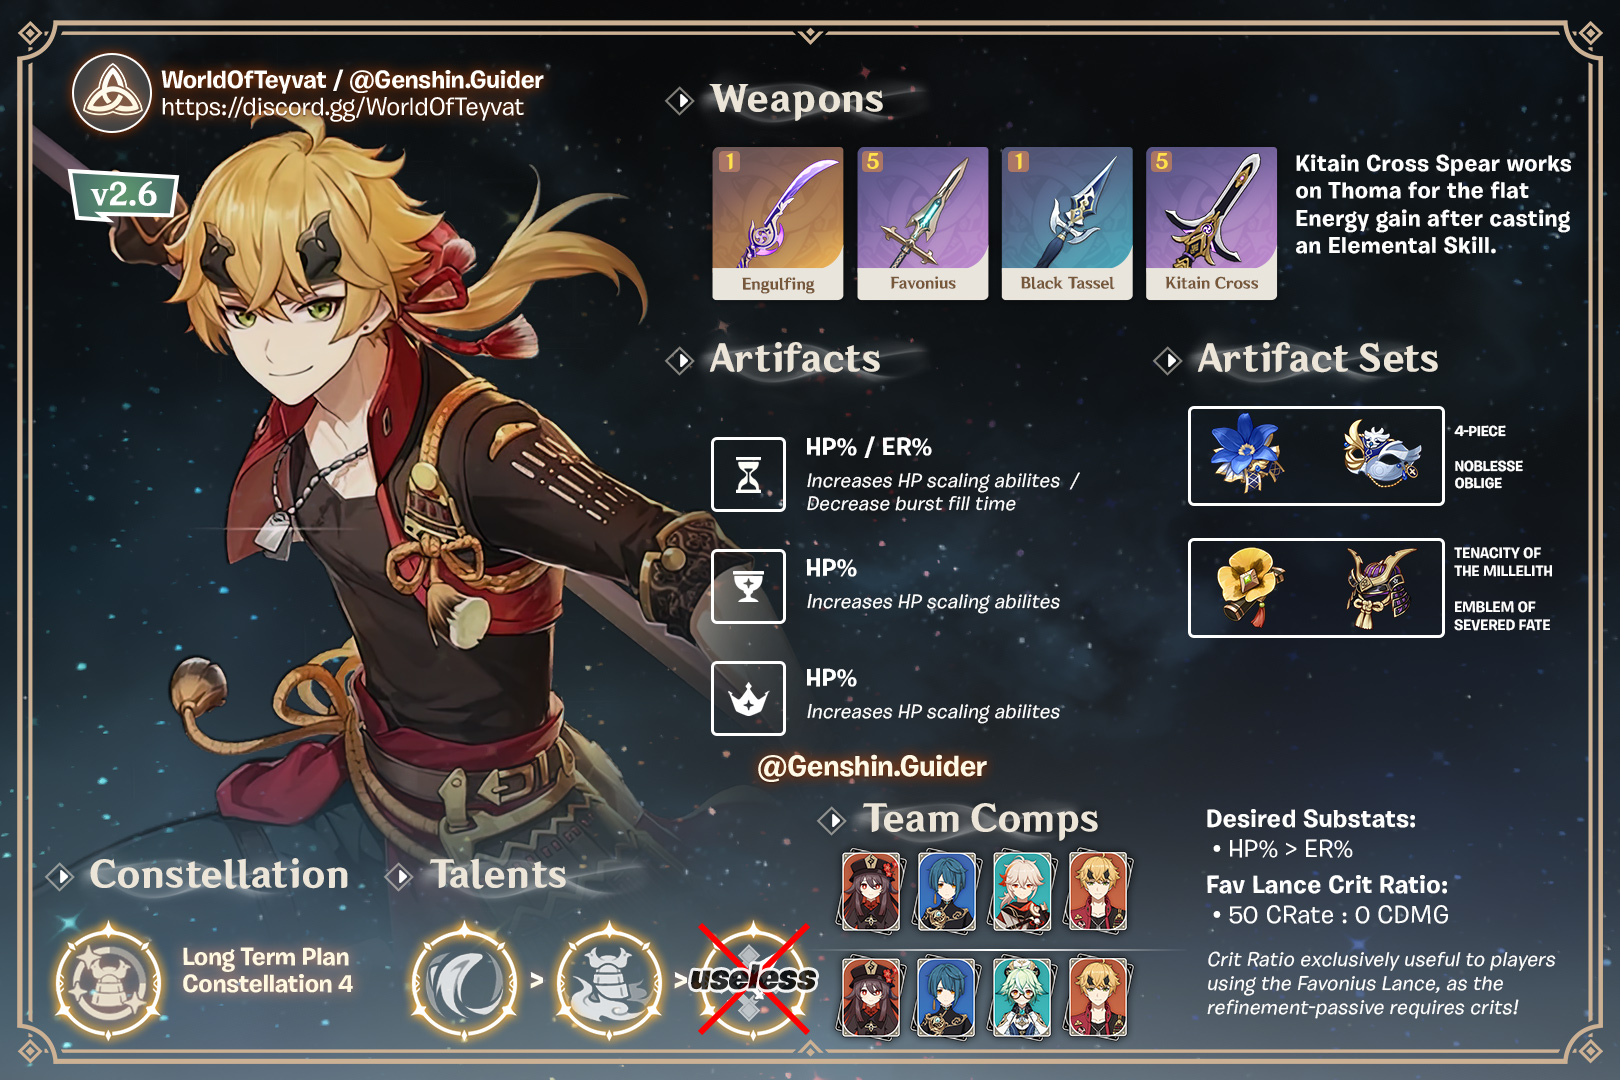 WorldOfTeyvat / @Genshin.Guider
https://discord.gg/WorldOfTeyvat
v2.6
Weapons
1
5
1
5
Engulfing
Favonius
Black Tassel
Kitain Cross
Kitain Cross Spear works
on Thoma for the flat
Energy gain after casting
an Elemental Skill.
Artifacts
HP% / ER%
Increases HP scaling abilites /
Decrease burst fill time
HP%
Increases HP scaling abilites
HP%
Increases HP scaling abilites
@Genshin.Guider
Artifact Sets
4-PIECE
NOBLESSE
OBLIGE
TENACITY OF
THE MILLELITH
EMBLEM OF
SEVERED FATE
Constellation
Long Term Plan
Constellation 4
Talents
>
>
useless
Team Comps
Desired Substats:
• HP% > ER%
Fav Lance Crit Ratio:
• 50 CRate : 0 CDMG
Crit Ratio exclusively useful to players
using the Favonius Lance, as the
refinement-passive requires crits!